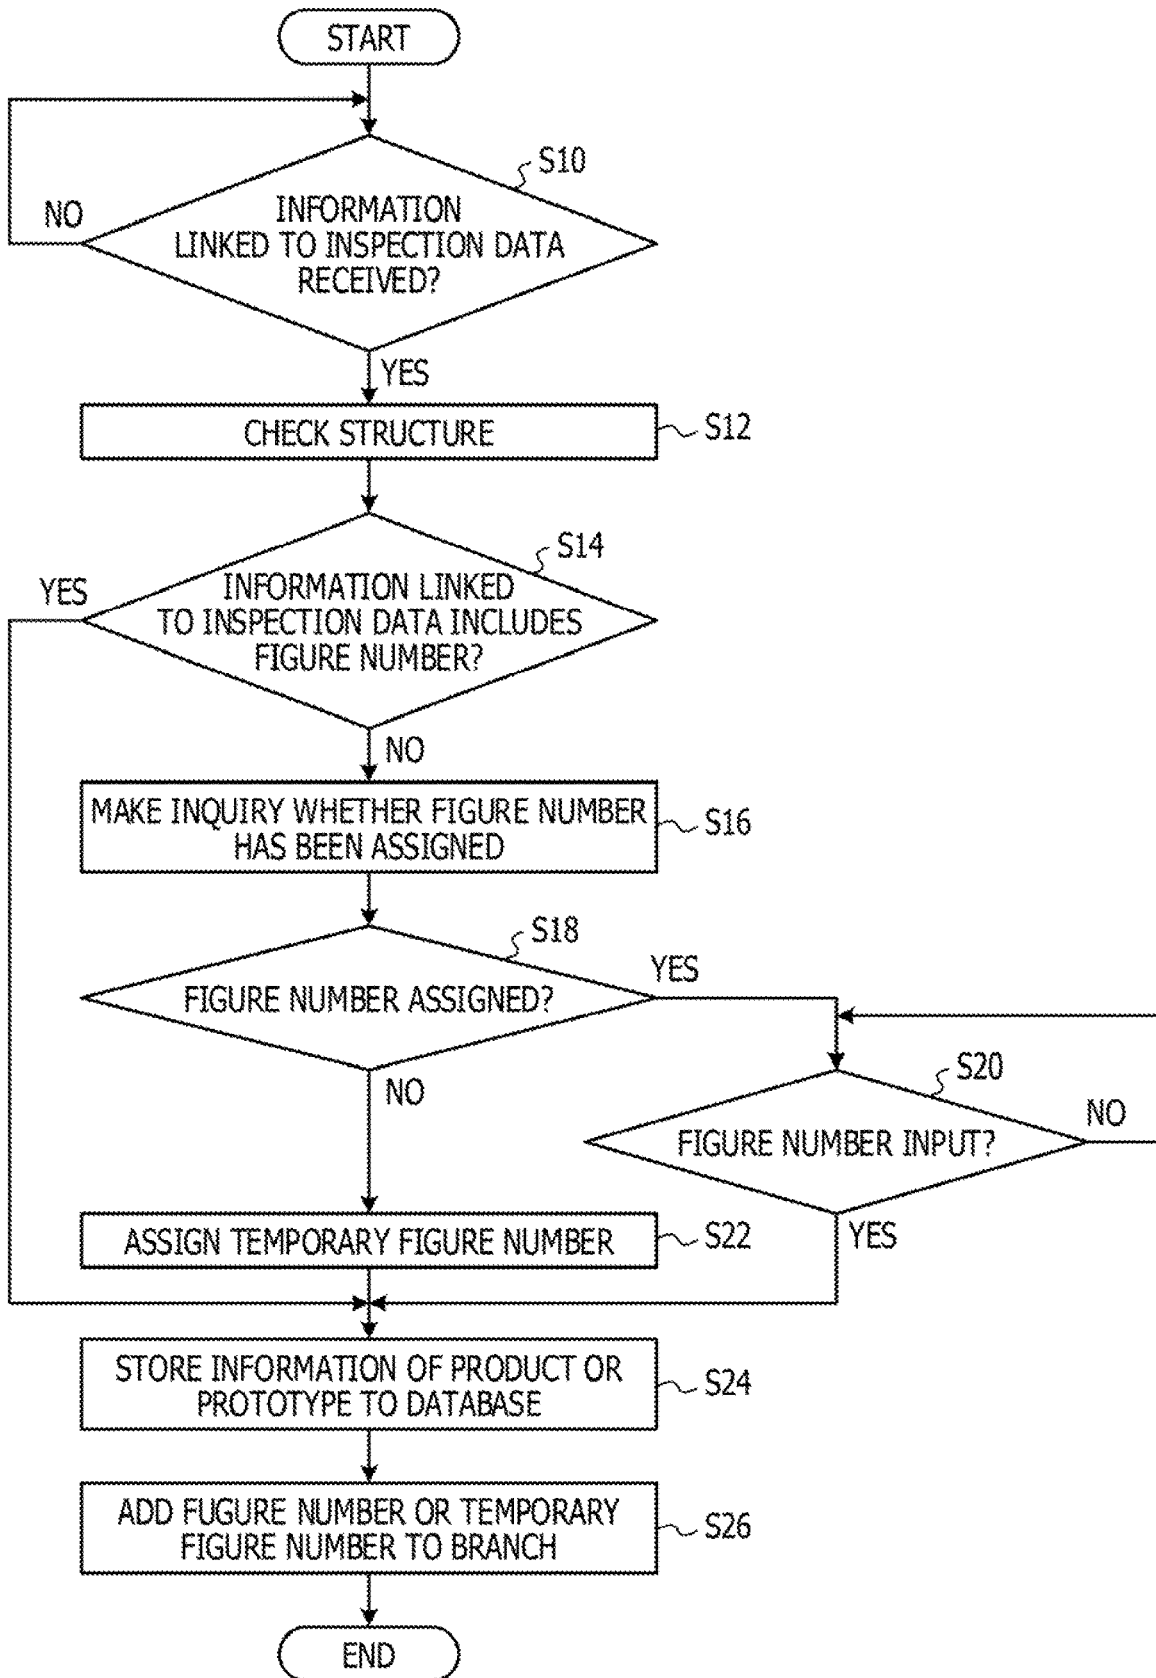 START
S10
NO
INFORMATION
LINKED TO INSPECTION DATA
RECEIVED?
YES
CHECK STRUCTURE
S12
S14
YES
INFORMATION LINKED
TO INSPECTION DATA INCLUDES
FIGURE NUMBER?
NO
MAKE INQUIRY WHETHER FIGURE NUMBER
HAS BEEN ASSIGNED
S16
S18
YES
FIGURE NUMBER ASSIGNED?
NO
S20
NO
FIGURE NUMBER INPUT?
YES
ASSIGN TEMPORARY FIGURE NUMBER
S22
STORE INFORMATION OF PRODUCT OR
PROTOTYPE TO DATABASE
S24
ADD FUGURE NUMBER OR TEMPORARY
FIGURE NUMBER TO BRANCH
S26
END